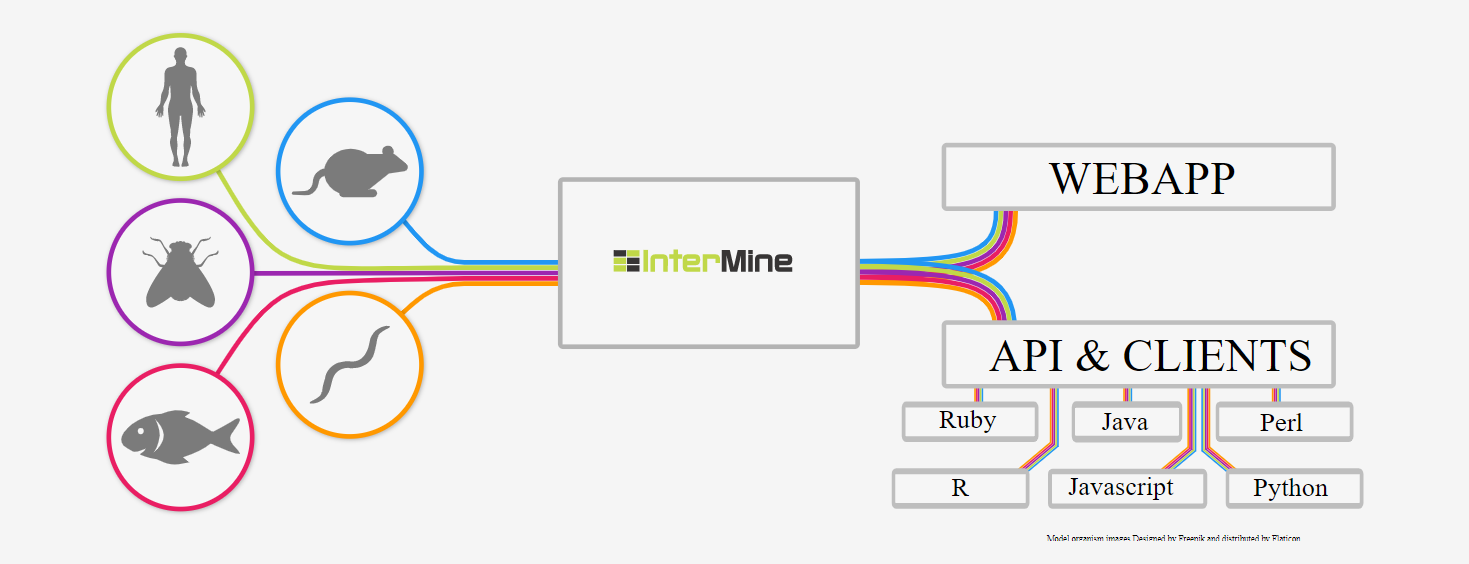 InterMine
WEBAPP
API & CLIENTS
Ruby
Java
Perl
R
Javascript
Python
Model organism images Designed by Freepik and distributed by Flaticon